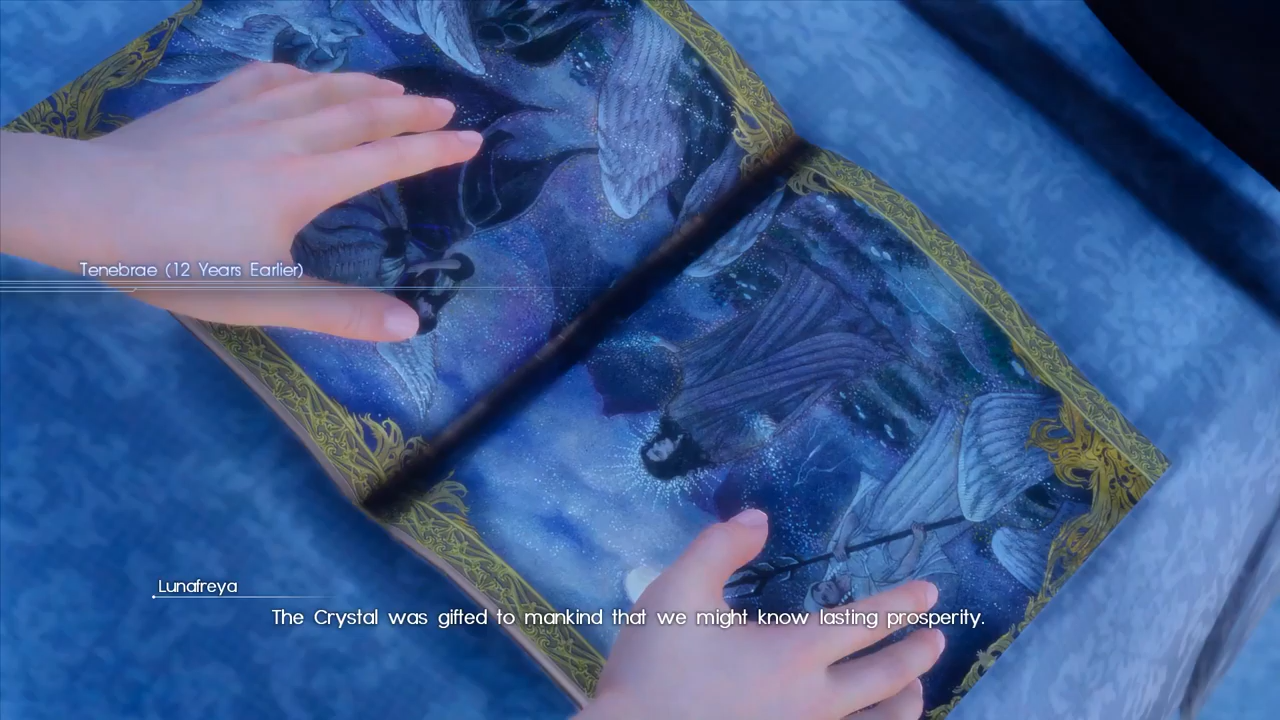 Tenebrae (12 Years Earlier)
Lunafreya
The Crystal was gifted to mankind that we might know lasting prosperity.